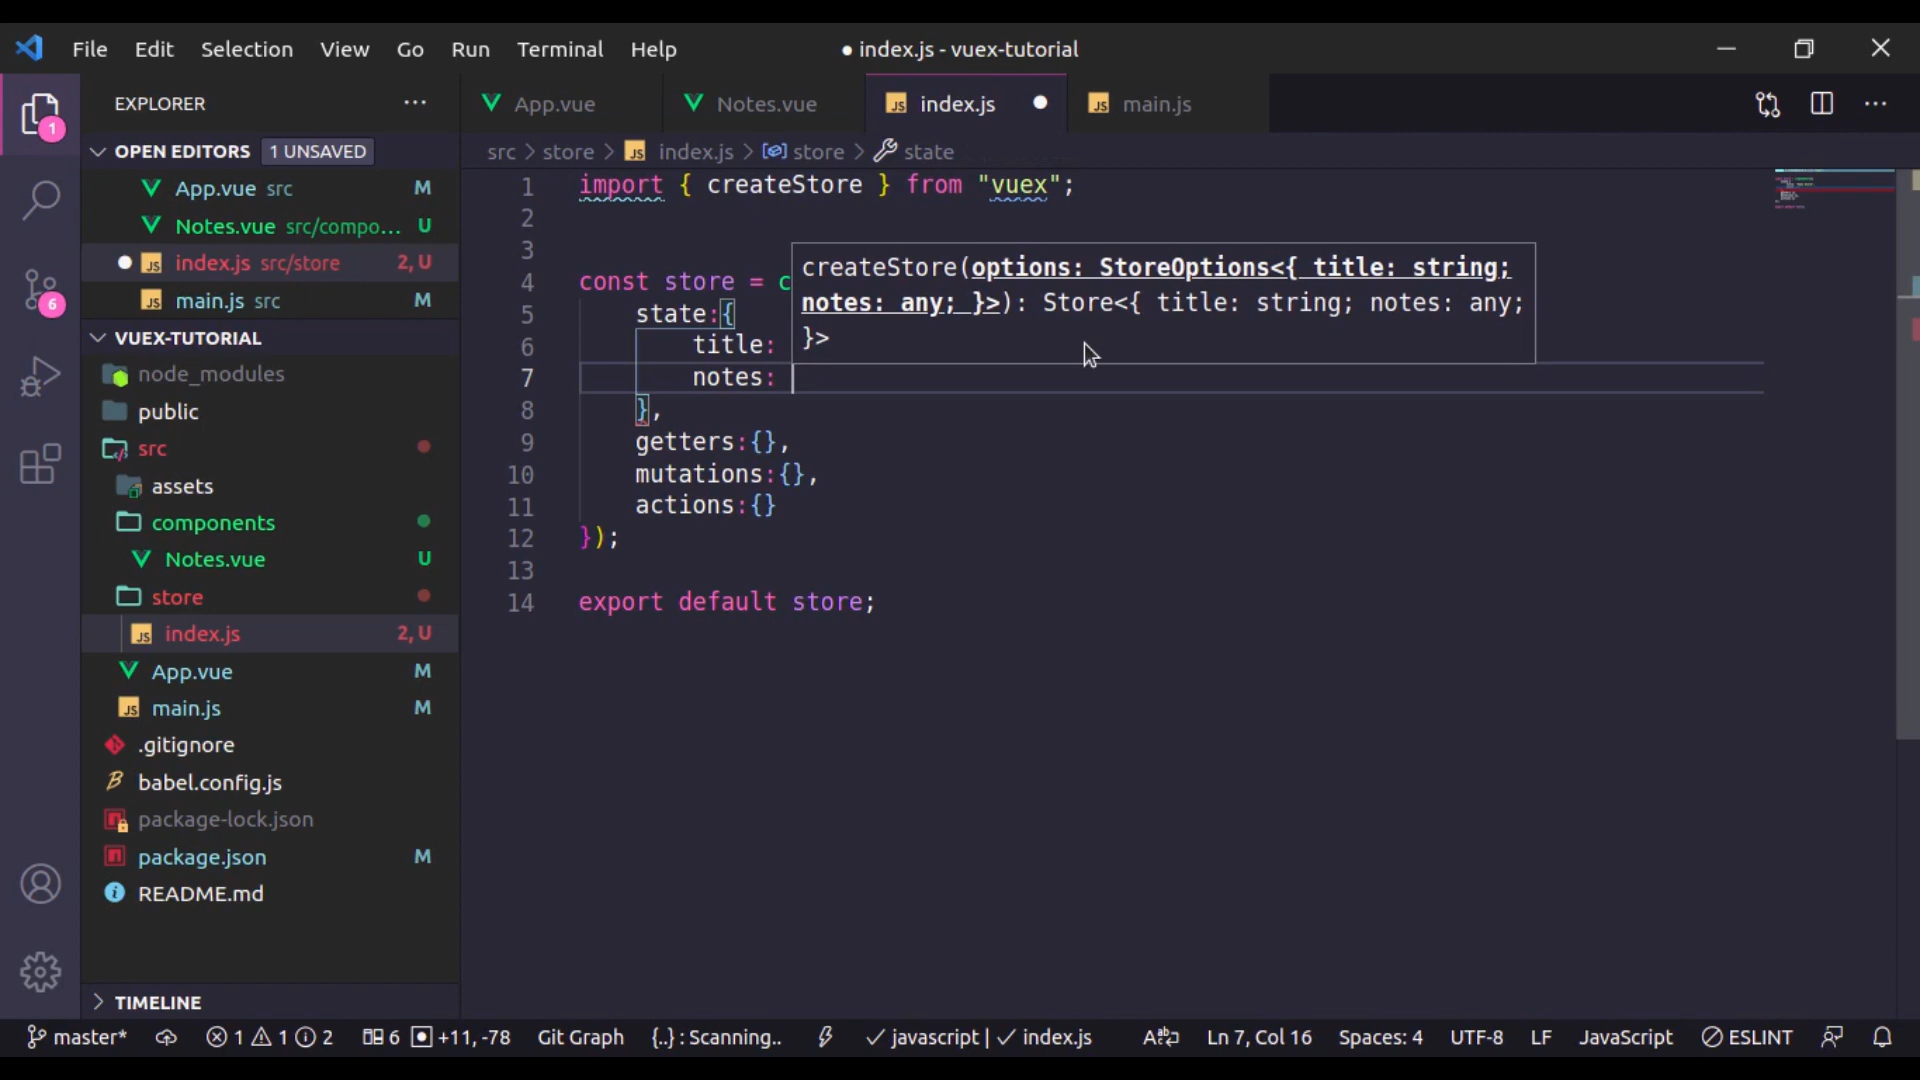 File Edit Selection View Go Run Terminal Help
● index.js - vuex-tutorial
EXPLORER
App.vue
Notes.vue
index.js
main.js
OPEN EDITORS 1 UNSAVED
App.vue src M
Notes.vue src/compo... U
index.js src/store 2, U
main.js src M
VUEX-TUTORIAL
node_modules
public
src
assets
components
Notes.vue U
store
index.js 2, U
App.vue M
main.js M
.gitignore
babel.config.js
package-lock.json
package.json M
README.md
TIMELINE
src > store > index.js > store > state
1 import { createStore } from "vuex";
2
3
4 const store = c
5 state:{
6 title:
7 notes:
8 },
9 getters:{},
10 mutations:{},
11 actions:{}
12 });
13
14 export default store;
createStore(options: StoreOptions<{ title: string;
notes: any; }>): Store<{ title: string; notes: any;
}>
1
6
master* 1 1 2 6 +11, -78 Git Graph {..} : Scanning.. javascript | index.js Ln 7, Col 16 Spaces: 4 UTF-8 LF JavaScript ESLINT